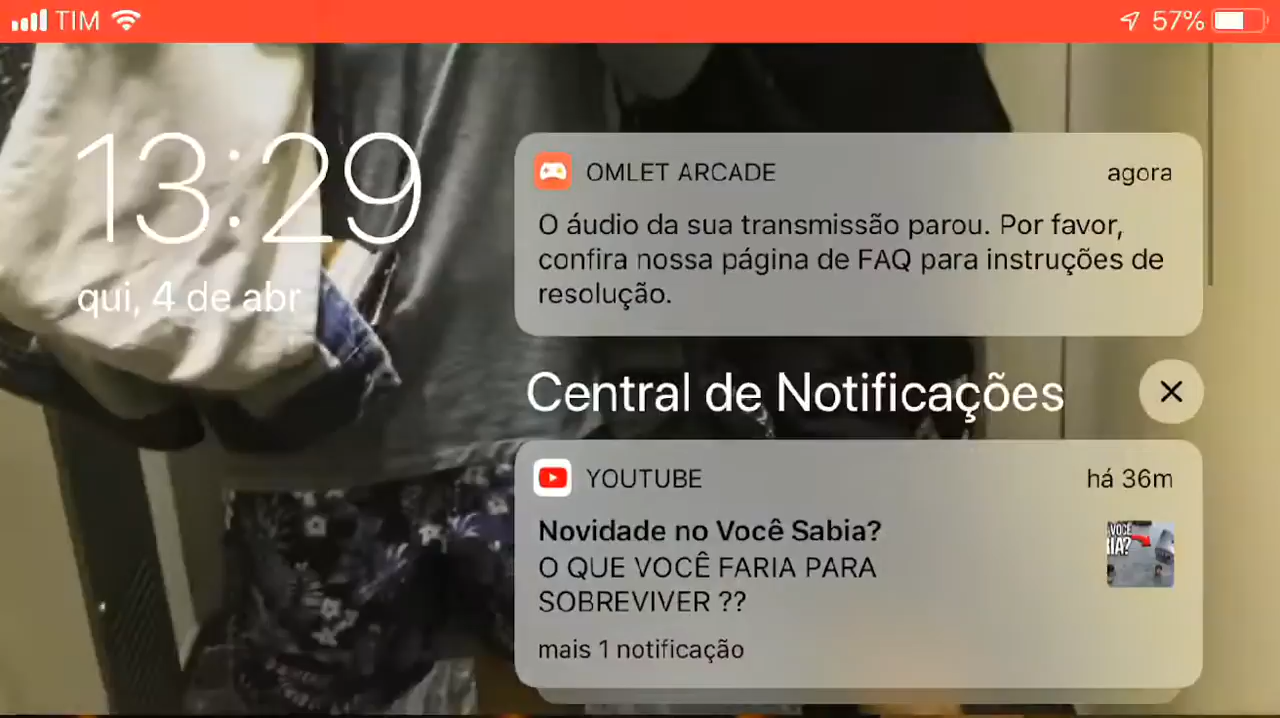 TIM
57%
13:29
qui, 4 de abr
OMLET ARCADE
agora
O áudio da sua transmissão parou. Por favor,
confira nossa página de FAQ para instruções de
resolução.
Central de Notificações
YOUTUBE
há 36m
Novidade no Você Sabia?
O QUE VOCÊ FARIA PARA
SOBREVIVER ??
mais 1 notificação
VOCÊ
IA?